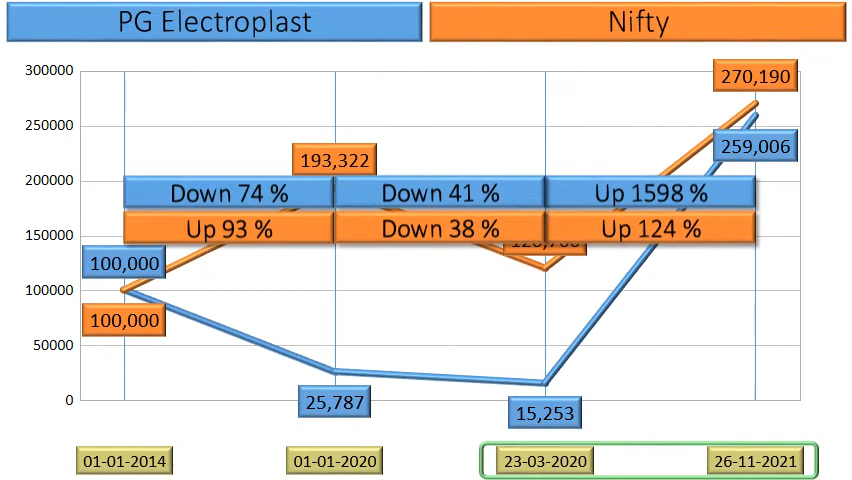 PG Electroplast
Nifty
300000
270,190
250000
259,006
193,322
200000
Down 74 %
Down 41 %
Up 1598 %
Up 93 %
Down 38 %
Up 124 %
150000
100,000
100000
100,000
50000
25,787
15,253
0
01-01-2014
01-01-2020
23-03-2020
26-11-2021